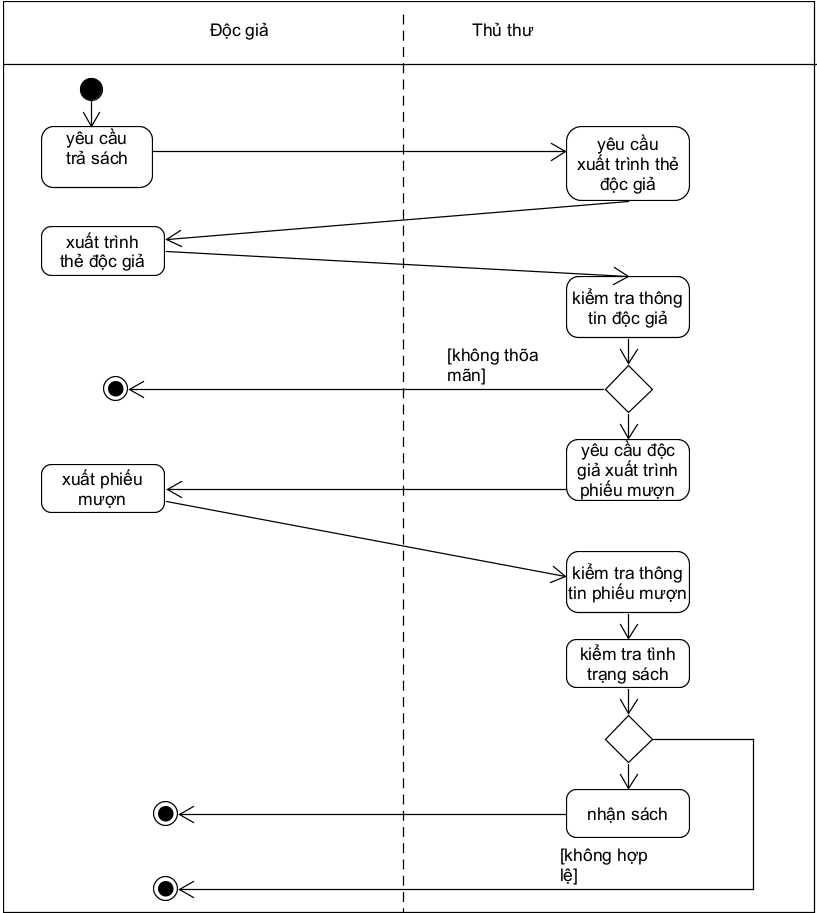 Độc giả
Thủ thư
yêu cầu
trả sách
yêu cầu
xuất trình thẻ
độc giả
xuất trình
thẻ độc giả
kiểm tra thông
tin độc giả
[không thõa
mãn]
yêu cầu độc
giả xuất trình
phiếu mượn
xuất phiếu
mượn
kiểm tra thông
tin phiếu mượn
kiểm tra tình
trạng sách
nhận sách
[không hợp
lệ]